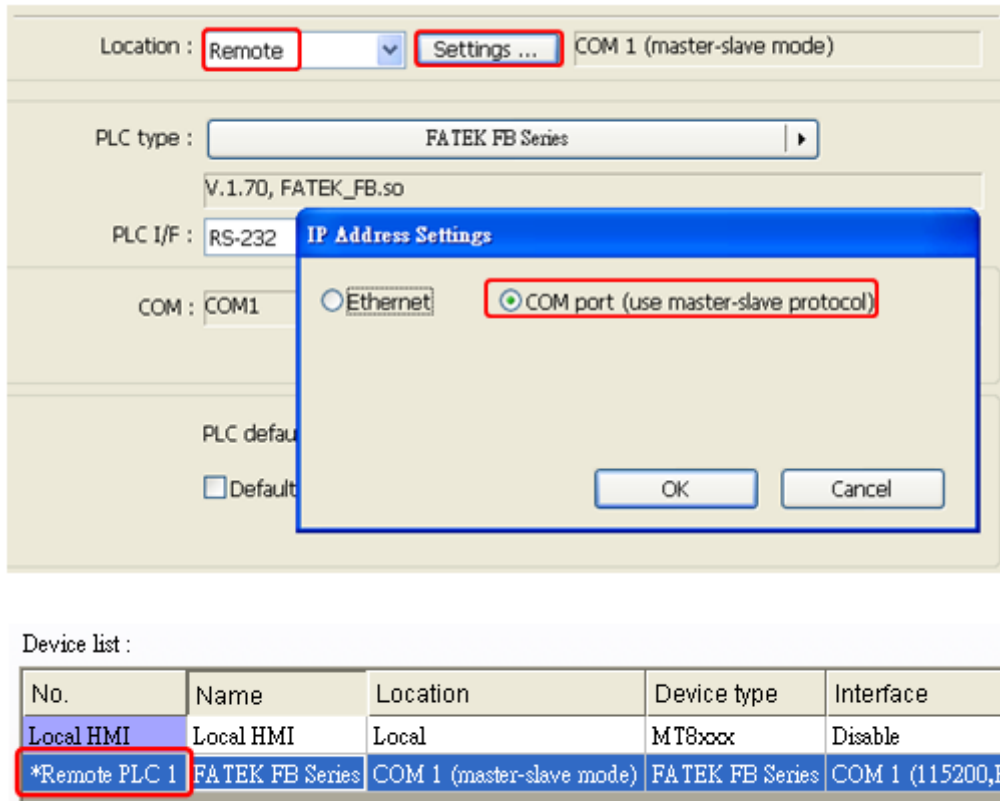 Location : Remote Settings ... COM 1 (master-slave mode)
PLC type : FATEK FB Series
V.1.70, FATEK_FB.so
PLC I/F : RS-232
IP Address Settings
COM : COM1
Ethernet COM port (use master-slave protocol)
PLC defau
Default
OK Cancel
Device list :
No. Name Location Device type Interface
Local HMI Local HMI Local MT8xxx Disable
*Remote PLC 1 FATEK FB Series COM 1 (master-slave mode) FATEK FB Series COM 1 (115200,